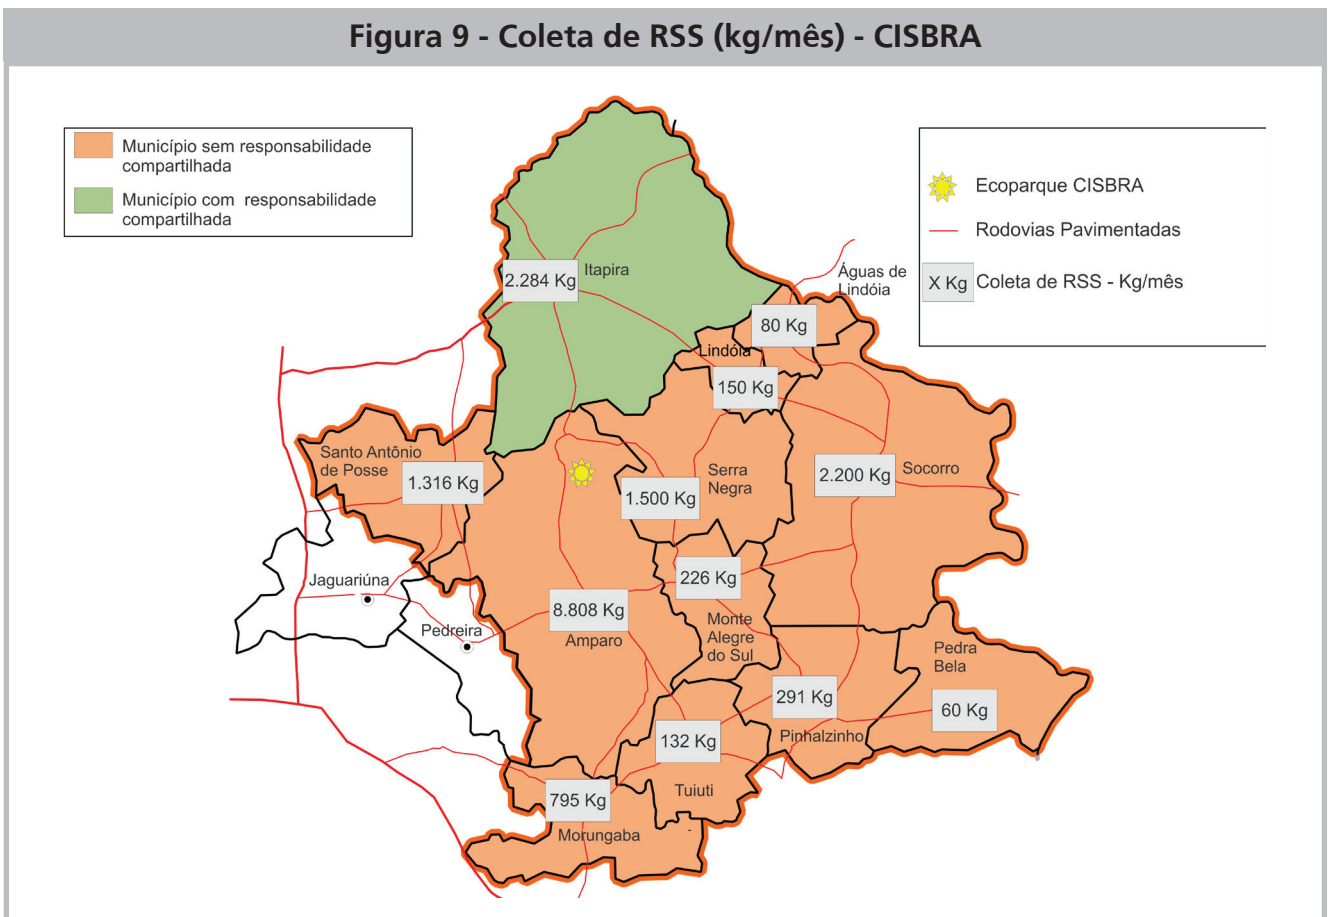 Figura 9 - Coleta de RSS (kg/mês) - CISBRA
Município sem responsabilidade
compartilhada
Município com responsabilidade
compartilhada
Ecoparque CISBRA
Rodovias Pavimentadas
X Kg
Coleta de RSS - Kg/mês
Itapira
2.284 Kg
Águas de
Lindóia
80 Kg
Lindóia
150 Kg
Santo Antônio
de Posse
1.316 Kg
Serra
Negra
1.500 Kg
2.200 Kg
Socorro
Jaguariúna
Pedreira
8.808 Kg
Amparo
226 Kg
Monte
Alegre
do Sul
Pedra
Bela
60 Kg
291 Kg
Pinhalzinho
132 Kg
Tuiuti
795 Kg
Morungaba